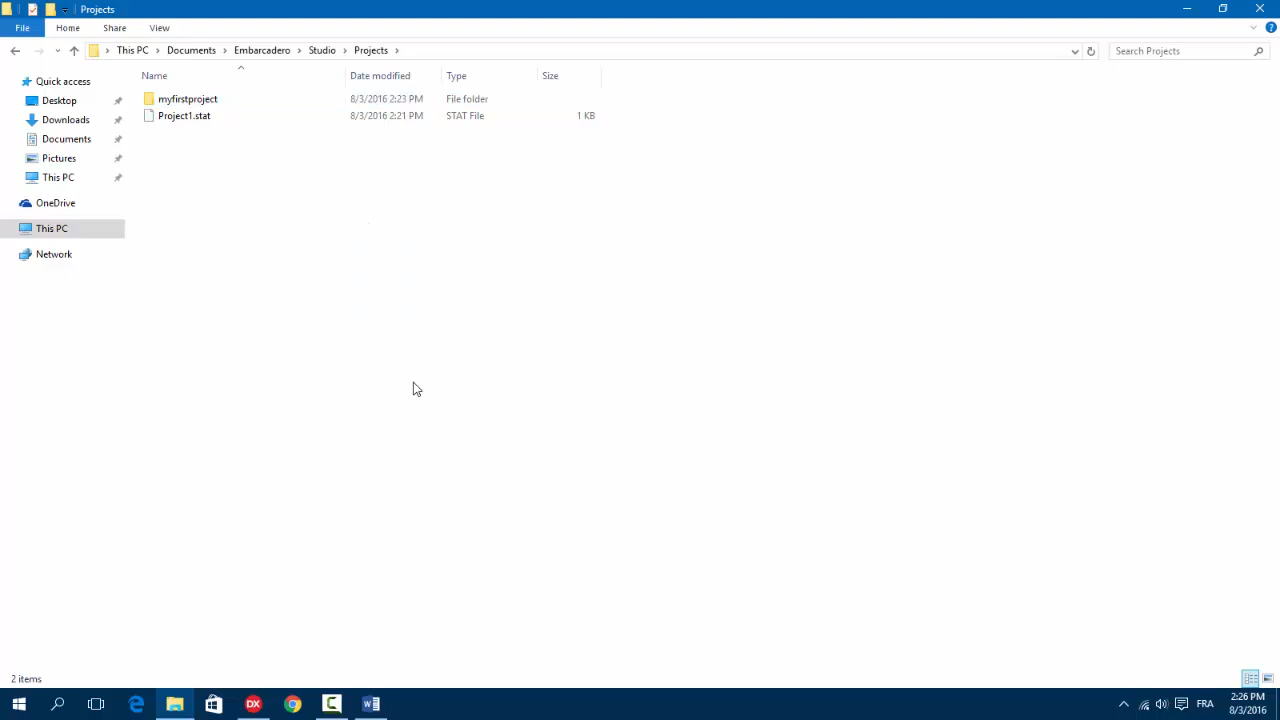 Projects
File Home Share View
This PC Documents Embarcadero Studio Projects Search Projects
Name Date modified Type Size
Quick access
Desktop
Downloads
Documents
Pictures
This PC
OneDrive
This PC
Network
myfirstproject 8/3/2016 2:23 PM File folder
Project1.stat 8/3/2016 2:21 PM STAT File 1 KB
2 items
DX
FRA
2:26 PM
8/3/2016